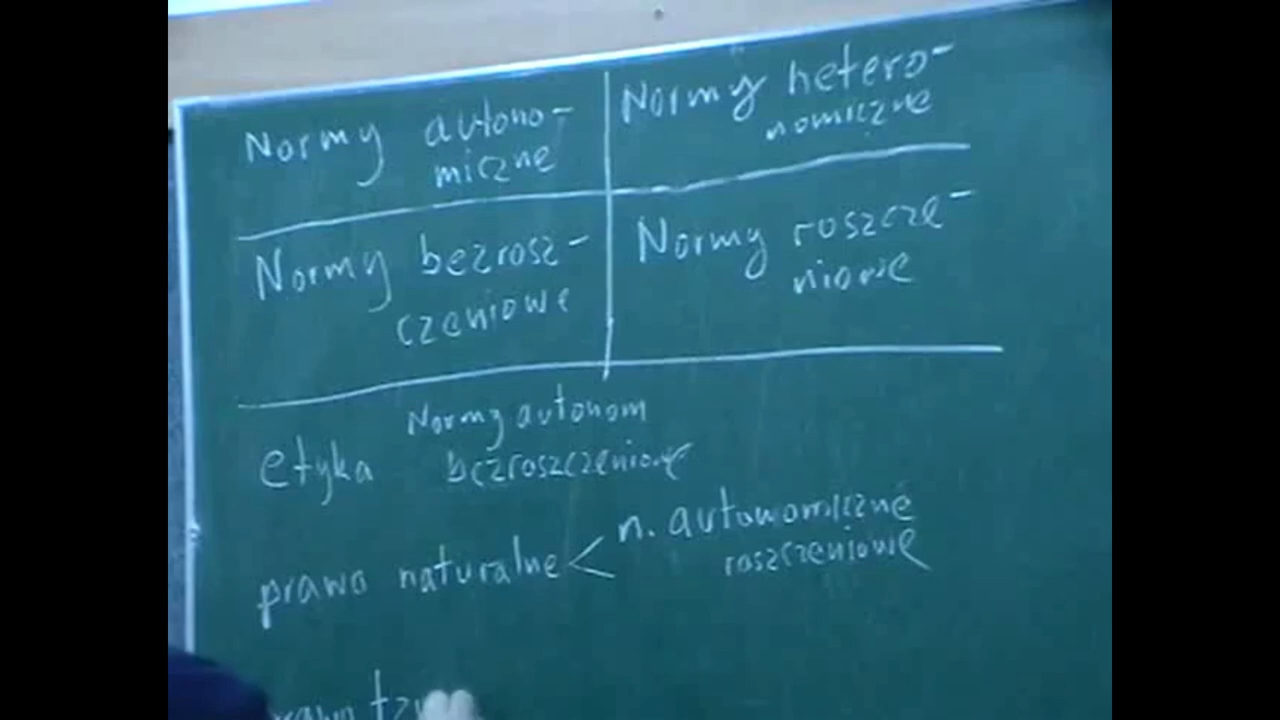 Normy autono-
miczne
Normy hetero-
nomiczne
Normy bezrosz-
czeniowe
Normy roszcze-
niowe
Normy autonom
etyka bezroszczeniowe
n. autonomiczne
prawo naturalne < roszczeniowe
prawo